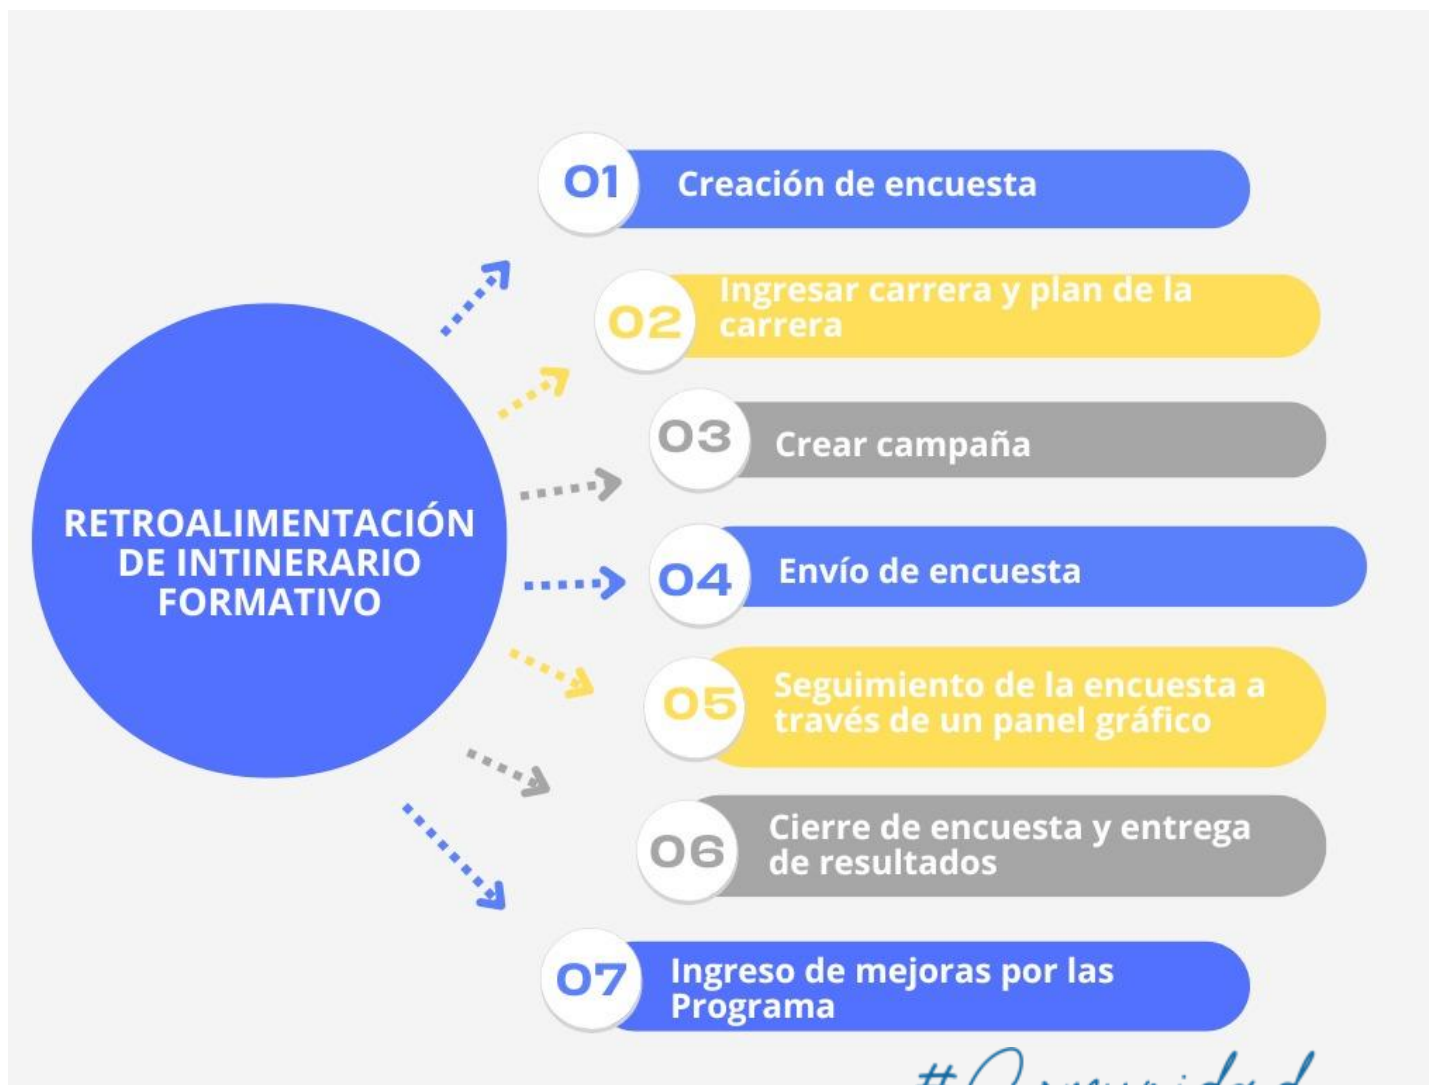 RETROALIMENTACIÓN
DE INTINERARIO
FORMATIVO
01
Creación de encuesta
02
Ingresar carrera y plan de la
carrera
03
Crear campaña
04
Envío de encuesta
05
Seguimiento de la encuesta a
través de un panel gráfico
06
Cierre de encuesta y entrega
de resultados
07
Ingreso de mejoras por las
Programa
#Comunidad